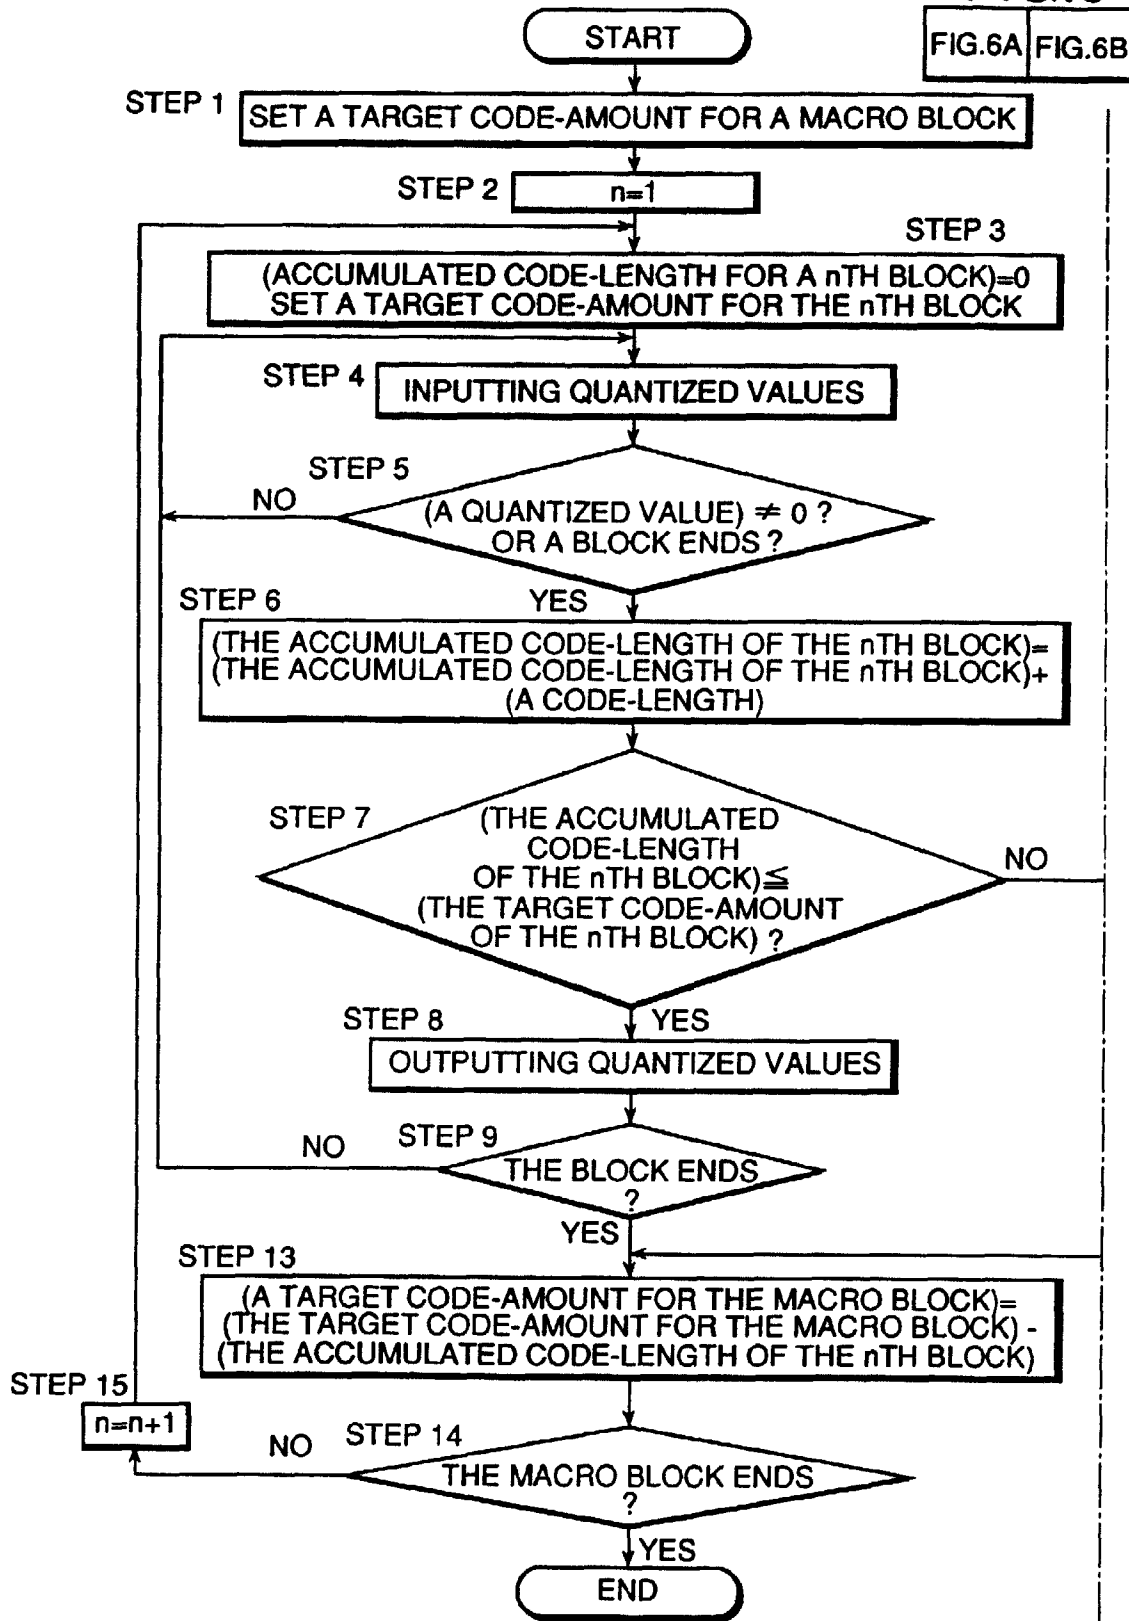 START
FIG.6A FIG.6B
STEP 1
SET A TARGET CODE-AMOUNT FOR A MACRO BLOCK
STEP 2
n=1
STEP 3
(ACCUMULATED CODE-LENGTH FOR A nTH BLOCK)=0
SET A TARGET CODE-AMOUNT FOR THE nTH BLOCK
STEP 4
INPUTTING QUANTIZED VALUES
STEP 5
NO
(A QUANTIZED VALUE) ≠ 0 ?
OR A BLOCK ENDS ?
YES
STEP 6
(THE ACCUMULATED CODE-LENGTH OF THE nTH BLOCK)=
(THE ACCUMULATED CODE-LENGTH OF THE nTH BLOCK)+
(A CODE-LENGTH)
STEP 7
(THE ACCUMULATED
CODE-LENGTH
OF THE nTH BLOCK)≦
(THE TARGET CODE-AMOUNT
OF THE nTH BLOCK) ?
NO
YES
STEP 8
OUTPUTTING QUANTIZED VALUES
STEP 9
NO
THE BLOCK ENDS
?
YES
STEP 13
(A TARGET CODE-AMOUNT FOR THE MACRO BLOCK)=
(THE TARGET CODE-AMOUNT FOR THE MACRO BLOCK) -
(THE ACCUMULATED CODE-LENGTH OF THE nTH BLOCK)
STEP 15
n=n+1
NO
STEP 14
THE MACRO BLOCK ENDS
?
YES
END